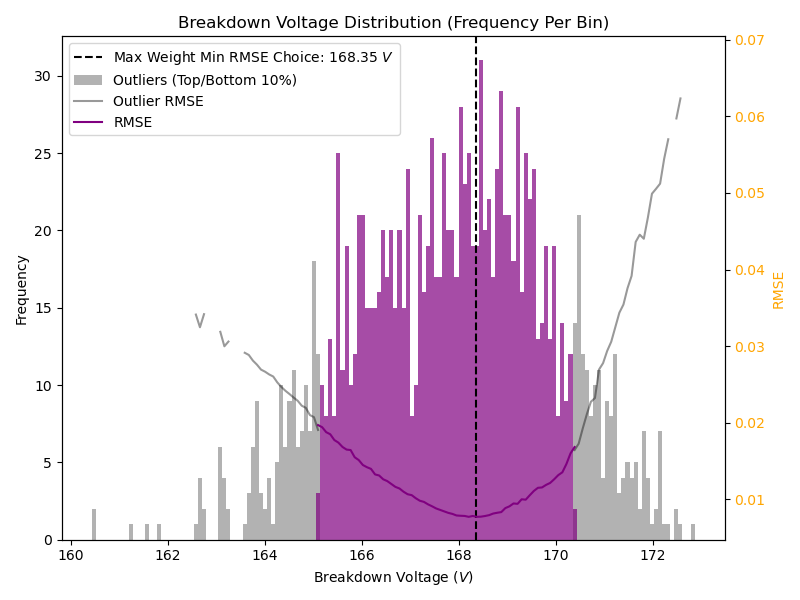 Breakdown Voltage Distribution (Frequency Per Bin)
Max Weight Min RMSE Choice: 168.35 V
Outliers (Top/Bottom 10%)
Outlier RMSE
RMSE
Frequency
0
5
10
15
20
25
30
160
162
164
166
168
170
172
Breakdown Voltage (V)
0.07
0.06
0.05
0.04
0.03
0.02
0.01
RMSE